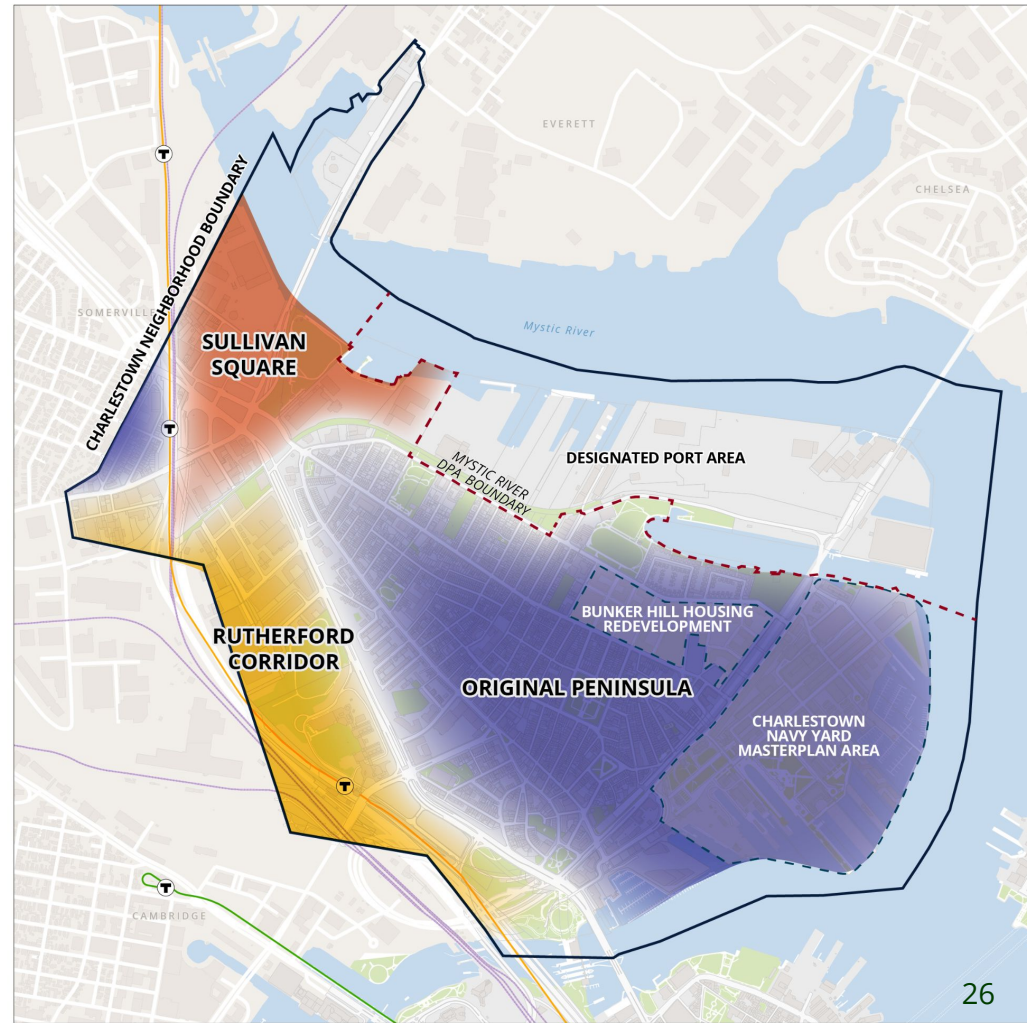 EVERETT
CHELSEA
CHARLESTOWN NEIGHBORHOOD BOUNDARY
SOMERVILLE
Mystic River
SULLIVAN
SQUARE
T
T
MYSTIC RIVER
DPA BOUNDARY
DESIGNATED PORT AREA
BUNKER HILL HOUSING
REDEVELOPMENT
RUTHERFORD
CORRIDOR
ORIGINAL PENINSULA
CHARLESTOWN
NAVY YARD
MASTERPLAN AREA
T
T
CAMBRIDGE
26